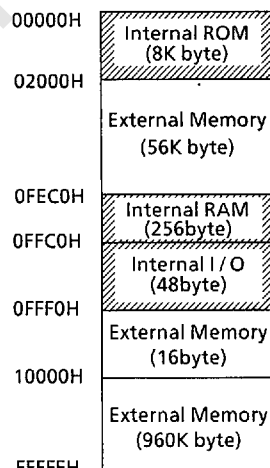 00000H
Internal ROM
(8K byte)
02000H
External Memory
(56K byte)
0FEC0H
Internal RAM
(256byte)
0FFC0H
Internal I / O
(48byte)
0FFF0H
External Memory
(16byte)
10000H
External Memory
(960K byte)
FFFFFH